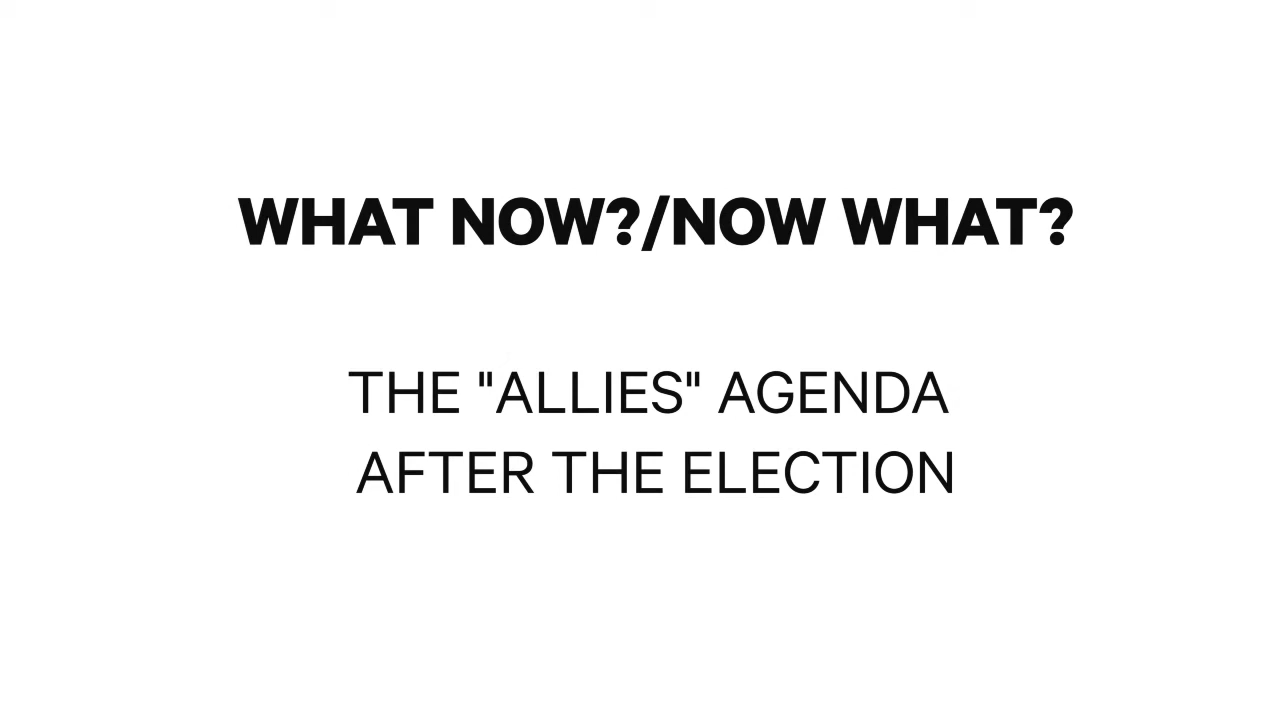 WHAT NOW?/NOW WHAT?
THE "ALLIES" AGENDA
AFTER THE ELECTION